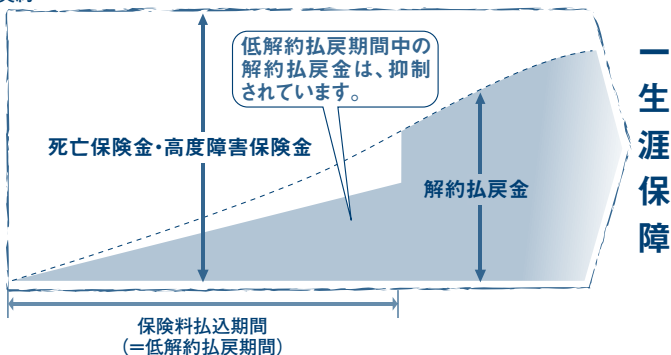 低解約払戻期間中の
解約払戻金は、抑制
されています。
死亡保険金・高度障害保険金
解約払戻金
一生涯保障
保険料払込期間
（＝低解約払戻期間）